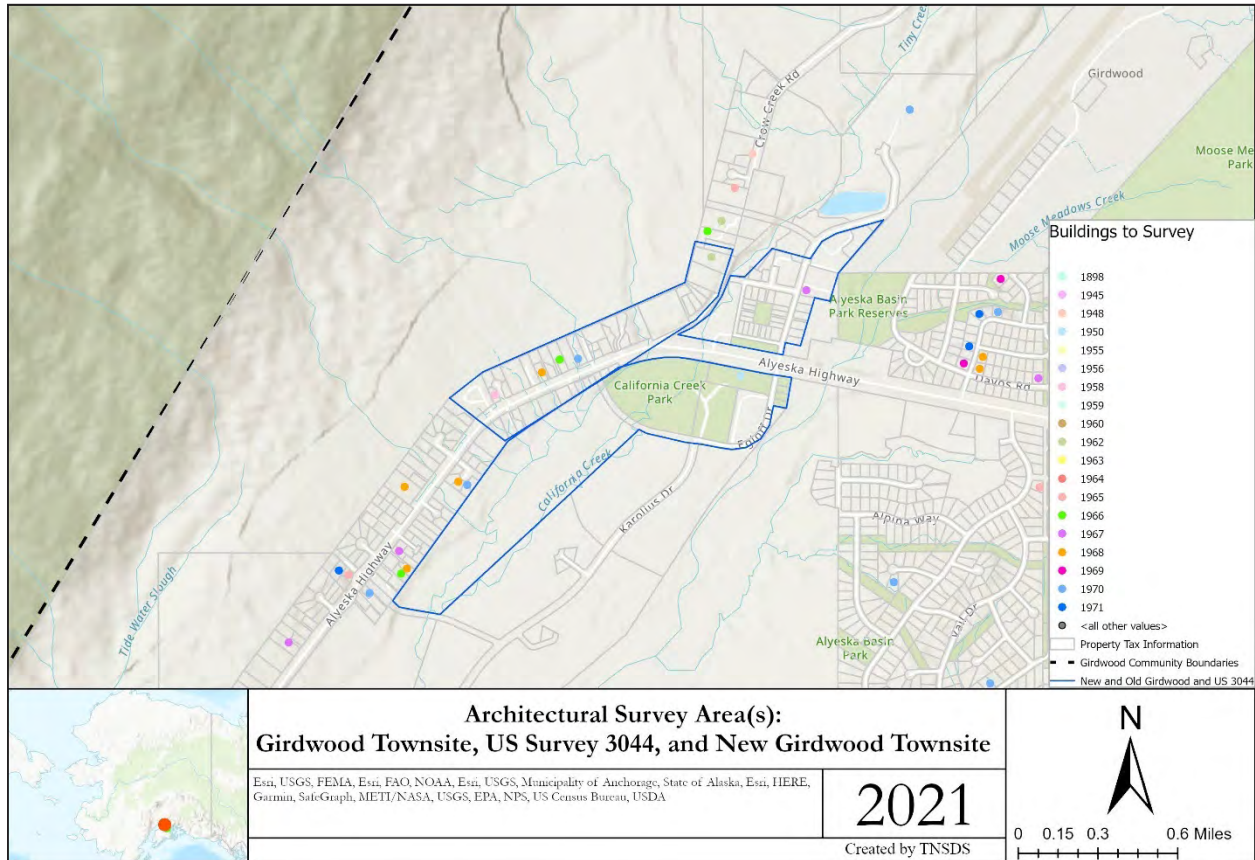 Tiny Creek
Crow Creek Rd
Girdwood
Moose Me
Park
Moose Meadows Creek
Alyeska Basin
Park Reserves
Alyeska Highway
Davos Rd
California Creek
Park
Egloff Dr
California Creek
Karolius Dr
Alpina Way
Vail Dr
Alyeska Basin
Park
Alyeska Highway
Tide Water Slough
Buildings to Survey
1898
1945
1948
1950
1955
1956
1958
1959
1960
1962
1963
1964
1965
1966
1967
1968
1969
1970
1971
<all other values>
Property Tax Information
Girdwood Community Boundaries
New and Old Girdwood and US 3044
Architectural Survey Area(s):
Girdwood Townsite, US Survey 3044, and New Girdwood Townsite
Esri, USGS, FEMA, Esri, FAO, NOAA, Esri, USGS, Municipality of Anchorage, State of Alaska, Esri, HERE,
Garmin, SafeGraph, METI/NASA, USGS, EPA, NPS, US Census Bureau, USDA
2021
Created by TNSDS
N
0 0.15 0.3 0.6 Miles